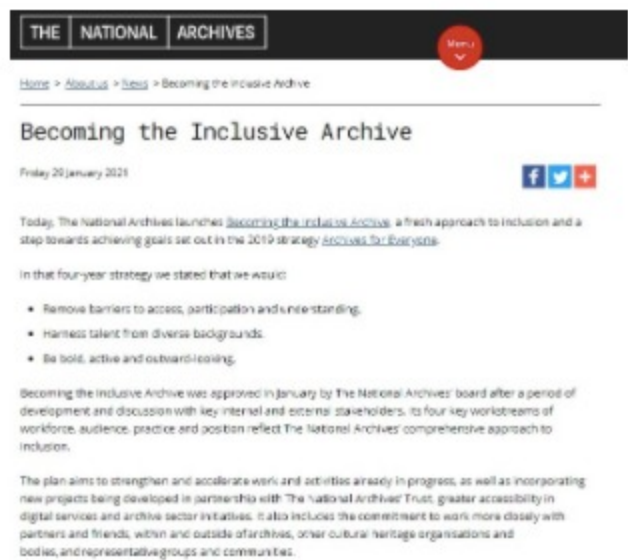 THE NATIONAL ARCHIVES
Menu
Home > About us > News > Becoming the Inclusive Archive
Becoming the Inclusive Archive
Friday 29 January 2021
Today, The National Archives launches Becoming the Inclusive Archive, a fresh approach to inclusion and a
step towards achieving goals set out in the 2019 strategy Archives for Everyone.
In that four-year strategy we stated that we would:
• Remove barriers to access, participation and understanding.
• Harness talent from diverse backgrounds.
• Be bold, active and outward-looking.
Becoming the Inclusive Archive was approved in January by The National Archives' board after a period of
development and discussion with key internal and external stakeholders. Its four key workstreams of
workforce, audience, practice and position reflect The National Archives' comprehensive approach to
inclusion.
The plan aims to strengthen and accelerate work and activities already in progress, as well as incorporating
new projects being developed in partnership with The National Archives' Trust, greater accessibility in
digital services and archive sector initiatives. It also includes the commitment to work more closely with
partners and friends, within and outside of archives, other cultural heritage organisations and
bodies, and representative groups and communities.